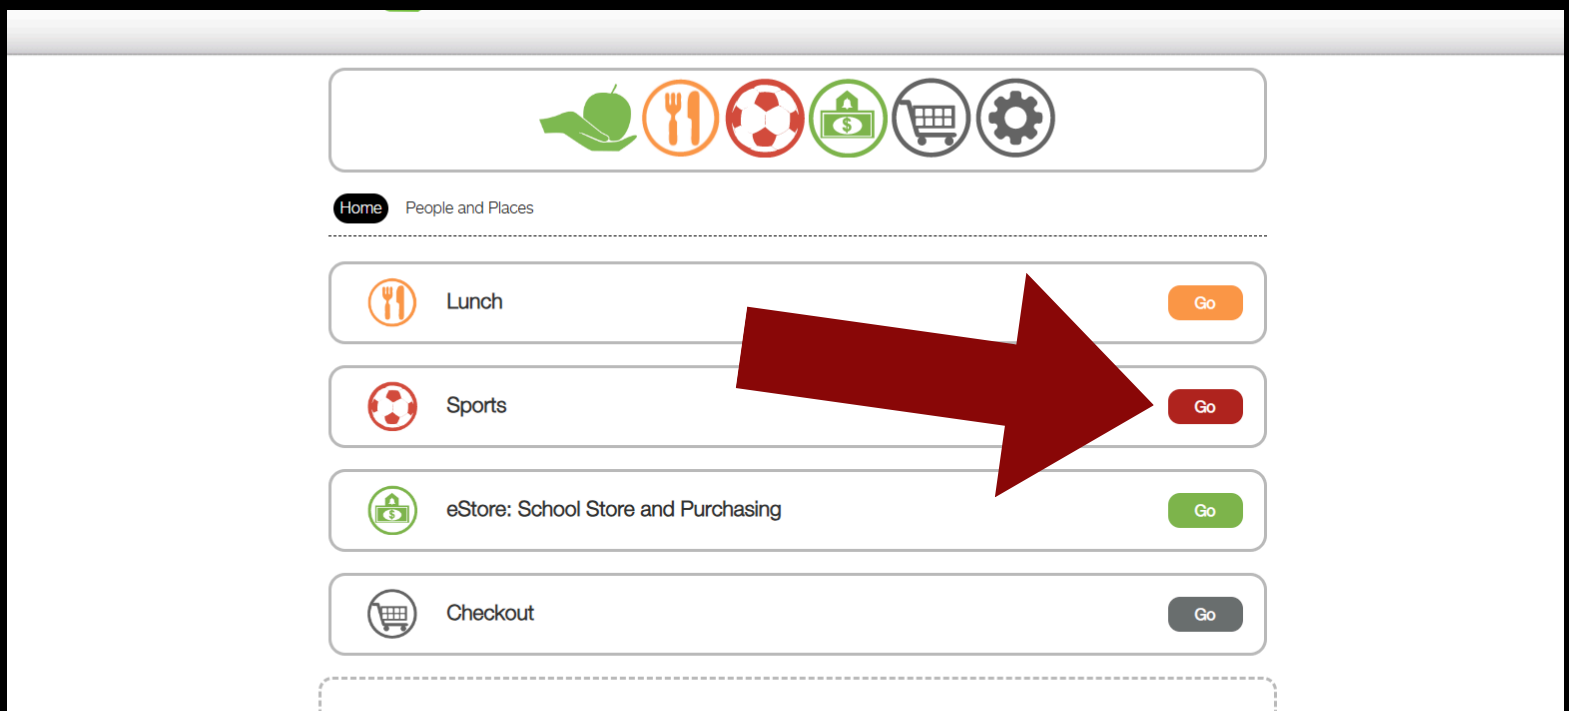 Home People and Places
Lunch Go
Sports Go
eStore: School Store and Purchasing Go
Checkout Go